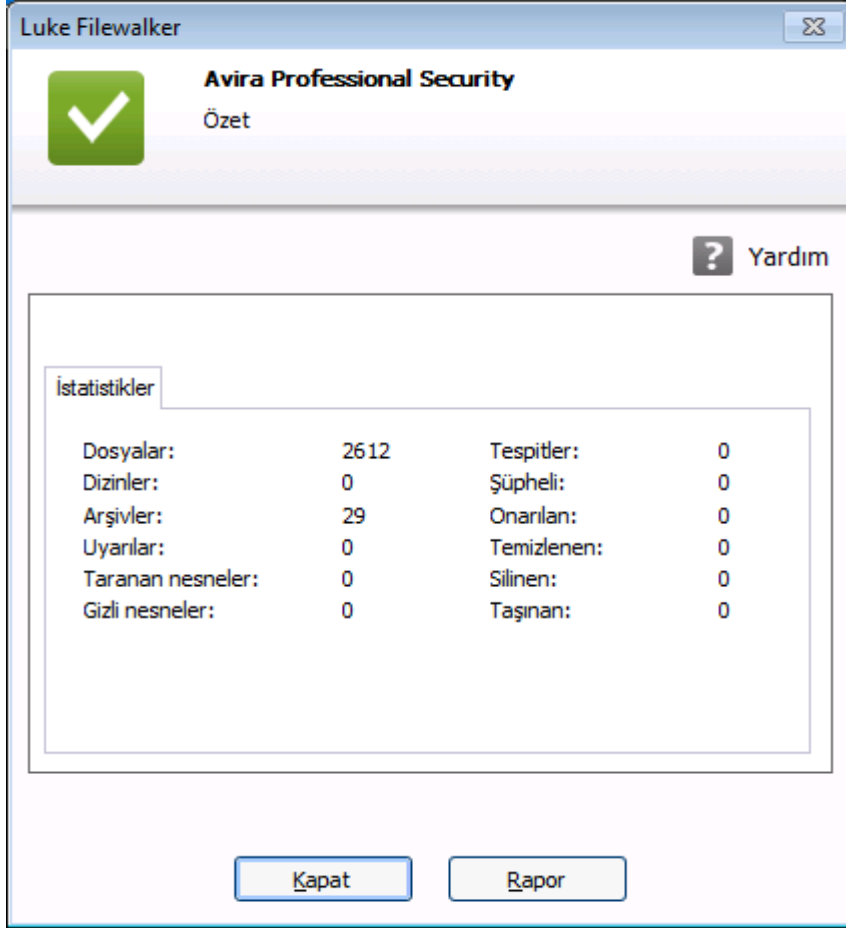 Luke Filewalker
Avira Professional Security
Özet
? Yardım
İstatistikler
Dosyalar: 2612 Tespitler: 0
Dizinler: 0 Şüpheli: 0
Arşivler: 29 Onarılan: 0
Uyarılar: 0 Temizlenen: 0
Taranan nesneler: 0 Silinen: 0
Gizli nesneler: 0 Taşınan: 0
Kapat Rapor